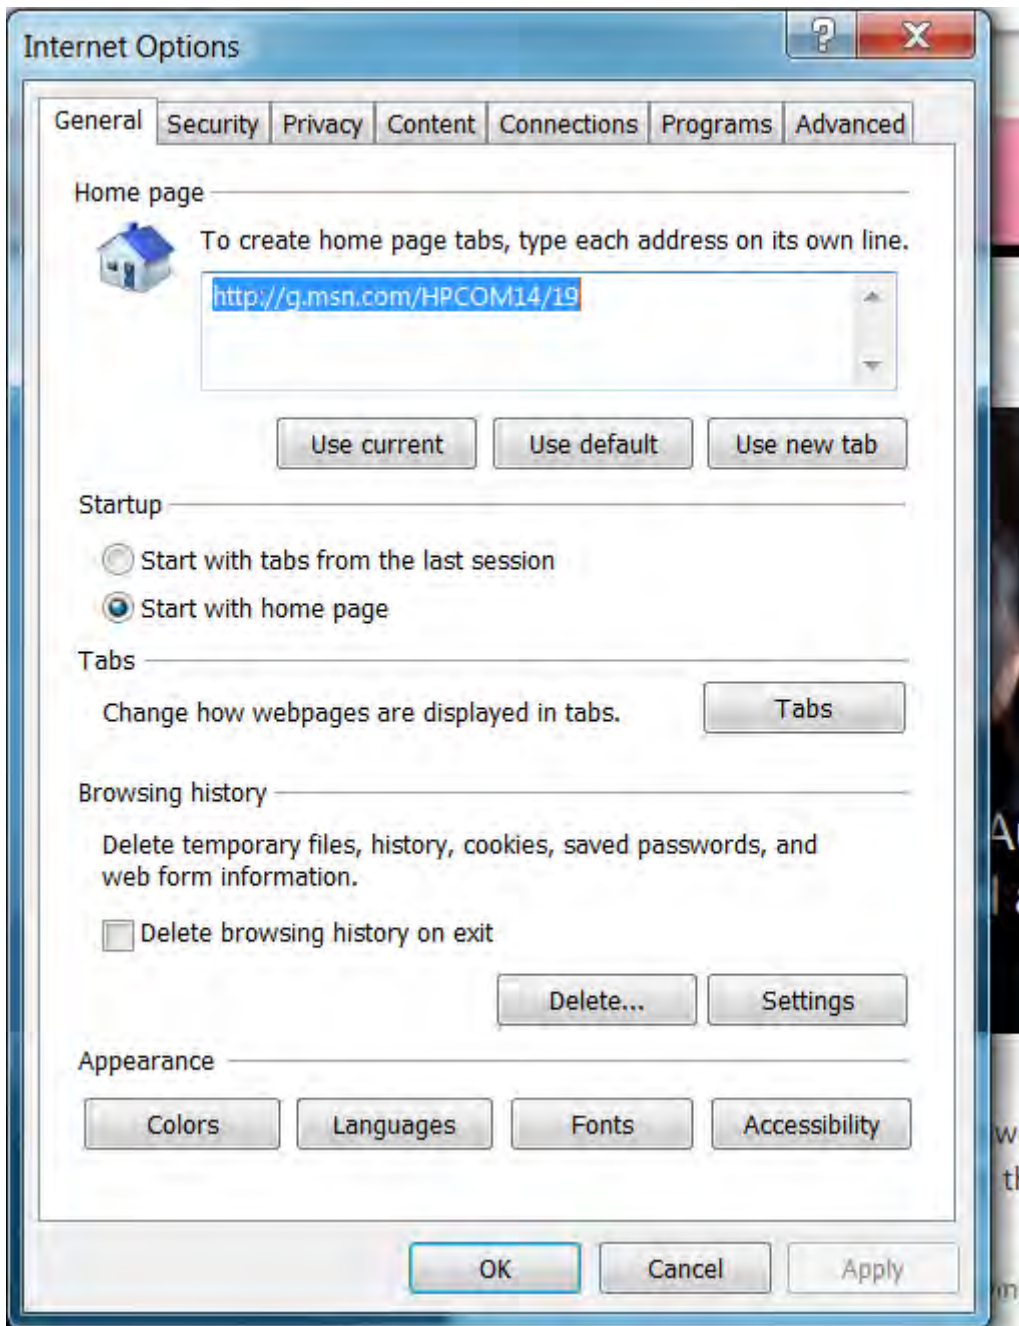 Internet Options
General Security Privacy Content Connections Programs Advanced
Home page
To create home page tabs, type each address on its own line.
http://g.msn.com/HPCOM14/19
Use current Use default Use new tab
Startup
Start with tabs from the last session
Start with home page
Tabs
Change how webpages are displayed in tabs.
Tabs
Browsing history
Delete temporary files, history, cookies, saved passwords, and
web form information.
Delete browsing history on exit
Delete... Settings
Appearance
Colors Languages Fonts Accessibility
OK Cancel Apply